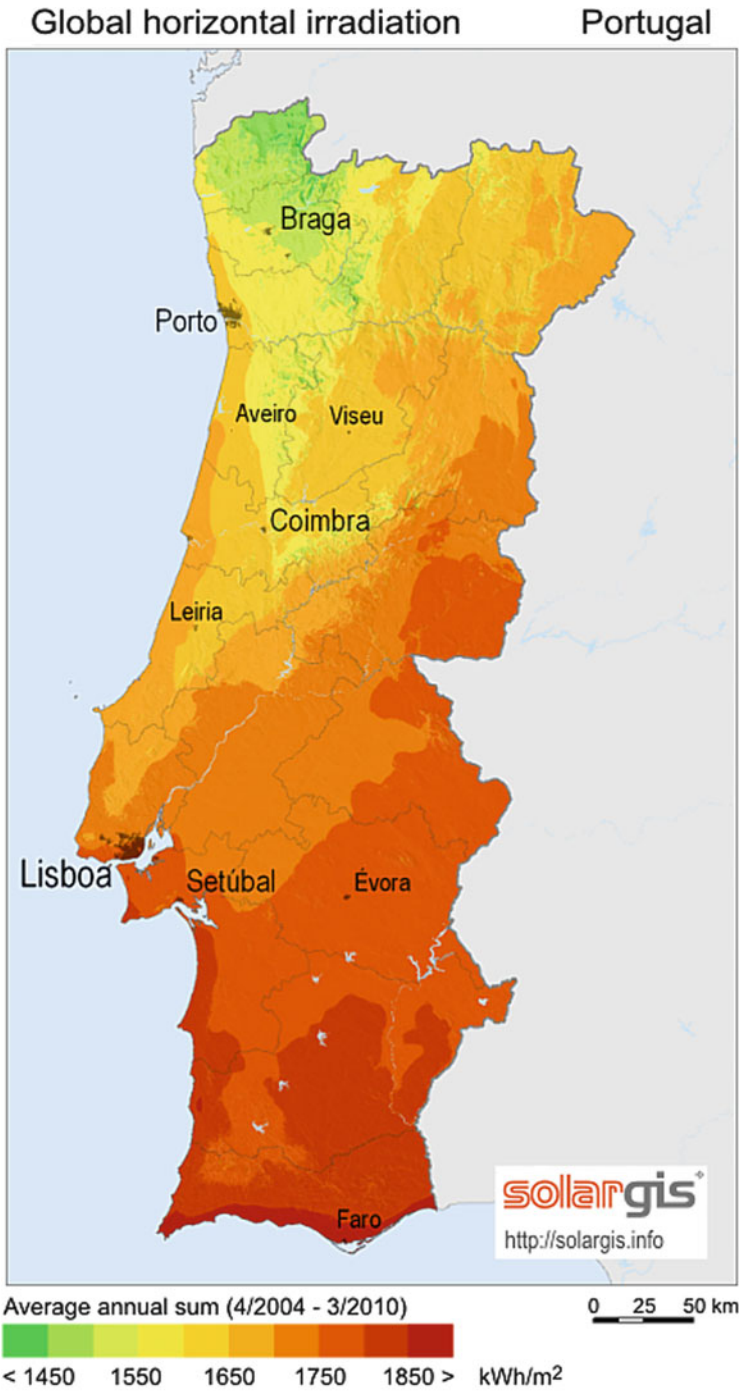 Global horizontal irradiation Portugal
Braga
Porto
Aveiro Viseu
Coimbra
Leiria
Lisboa
Setúbal
Évora
Faro
solargis
http://solargis.info
Average annual sum (4/2004 - 3/2010)
0 25 50 km
< 1450 1550 1650 1750 1850 > kWh/m²